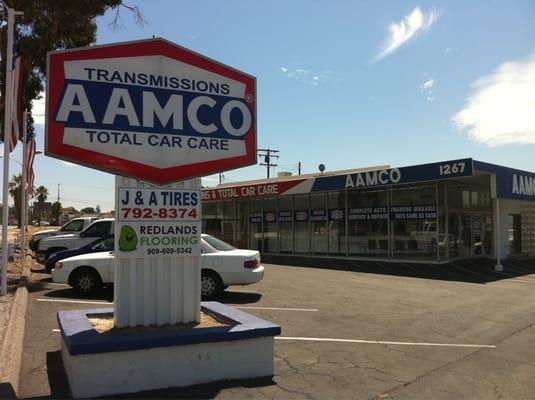 TRANSMISSIONS
AAMCO®
TOTAL CAR CARE
J & A TIRES
792-8374
REDLANDS
FLOORING
909-609-5342
& TOTAL CAR CARE
AAMCO
1267
AAMCO
COMPLETE AUTO
SERVICE & REPAIR
FINANCING AVAILABLE
90 DAYS SAME AS CASH